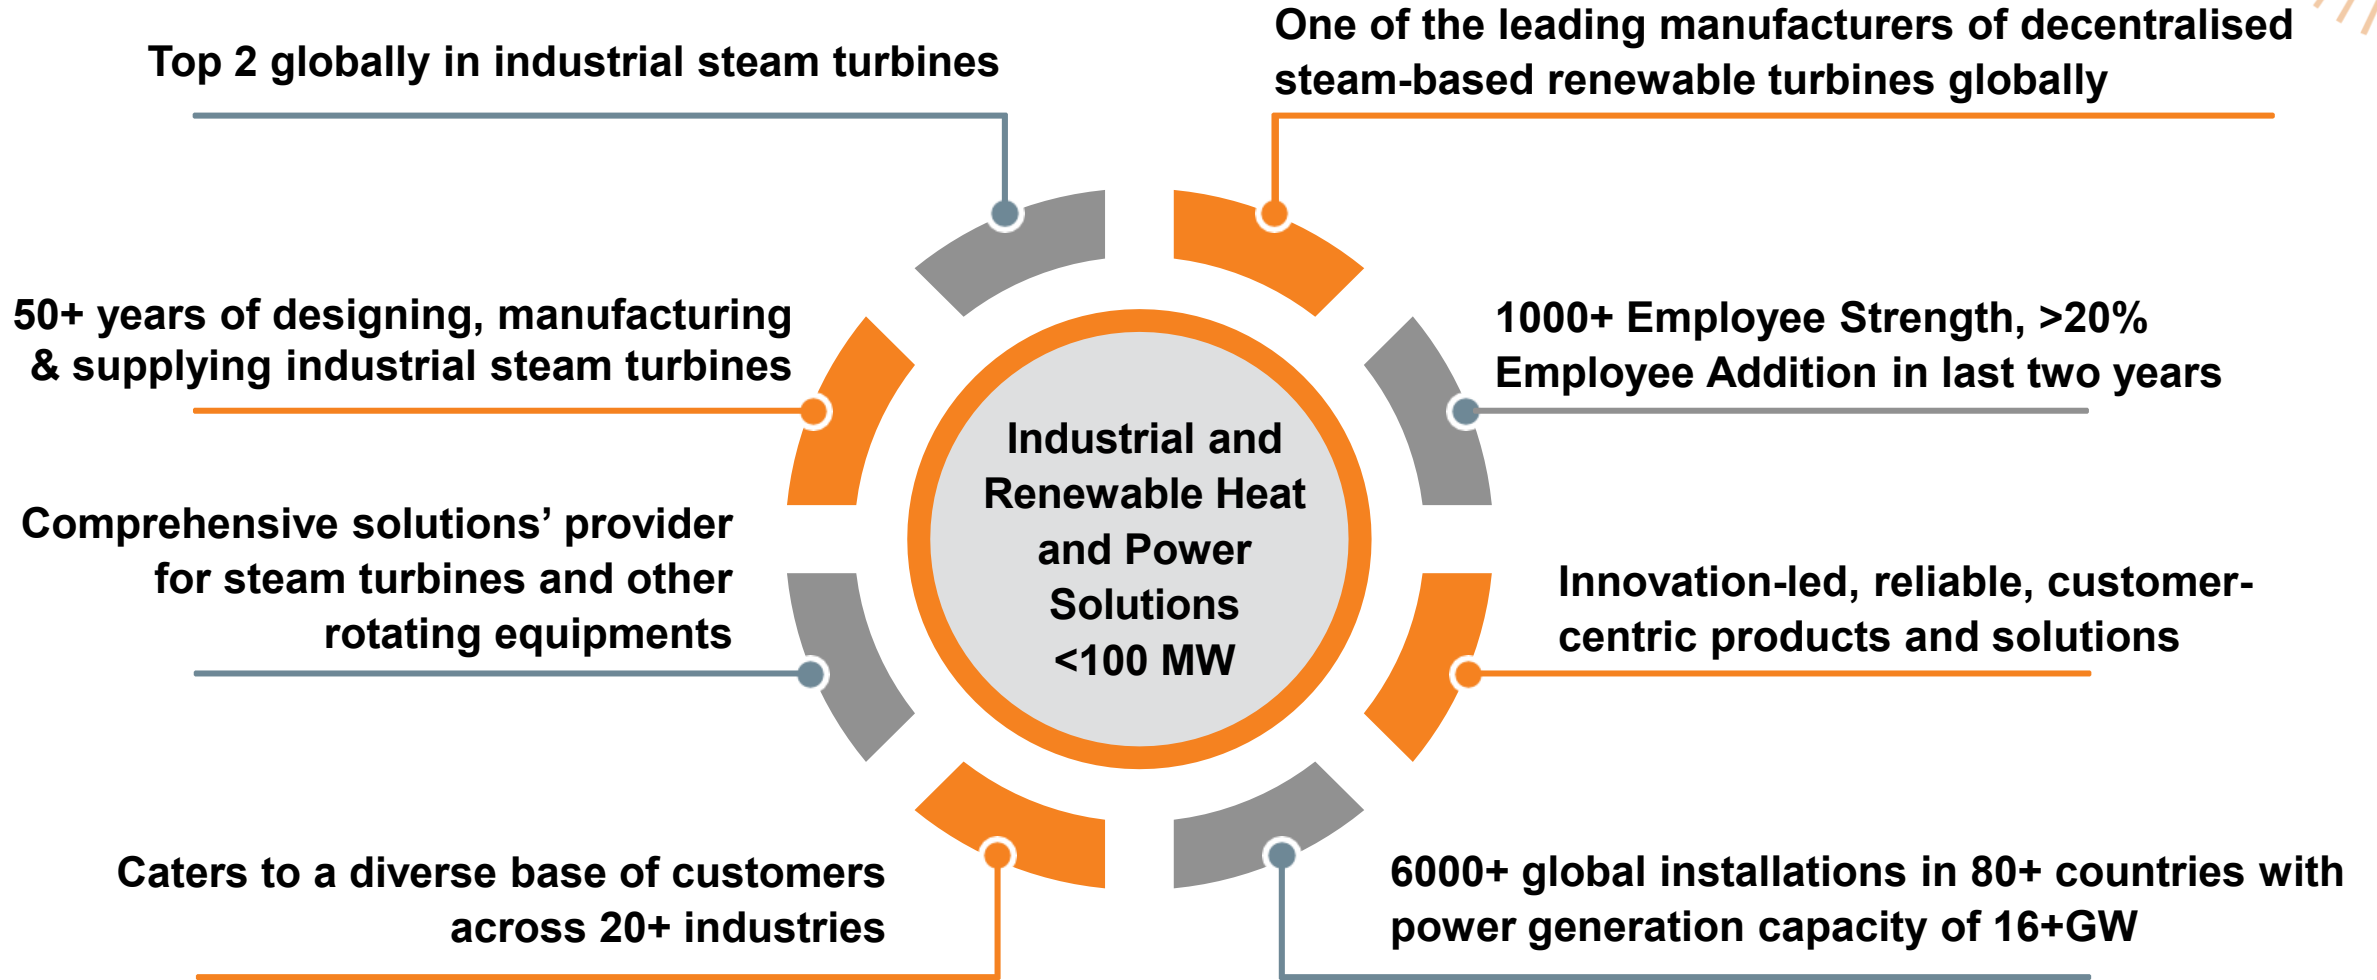 Top 2 globally in industrial steam turbines
One of the leading manufacturers of decentralised
steam-based renewable turbines globally
50+ years of designing, manufacturing
& supplying industrial steam turbines
1000+ Employee Strength, >20%
Employee Addition in last two years
Industrial and
Renewable Heat
and Power
Solutions
<100 MW
Comprehensive solutions’ provider
for steam turbines and other
rotating equipments
Innovation-led, reliable, customer-
centric products and solutions
Caters to a diverse base of customers
across 20+ industries
6000+ global installations in 80+ countries with
power generation capacity of 16+GW